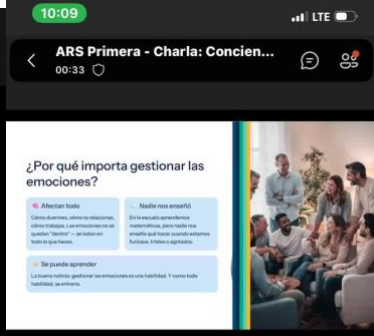 10:09
LTE
ARS Primera - Charla: Concien...
00:33
¿Por qué importa gestionar las
emociones?
Afectan todo
Cómo duermes, cómo te relacionas,
cómo trabajas. Las emociones no se
quedan "dentro" — se notan en
todo lo que haces.
Nadie nos enseñó
En la escuela aprendemos
matemáticas, pero nadie nos
enseña qué hacer cuando estamos
furiosos, tristes o agotados.
Se puede aprender
La buena noticia: gestionar las emociones es una habilidad. Y como toda
habilidad, se entrena.